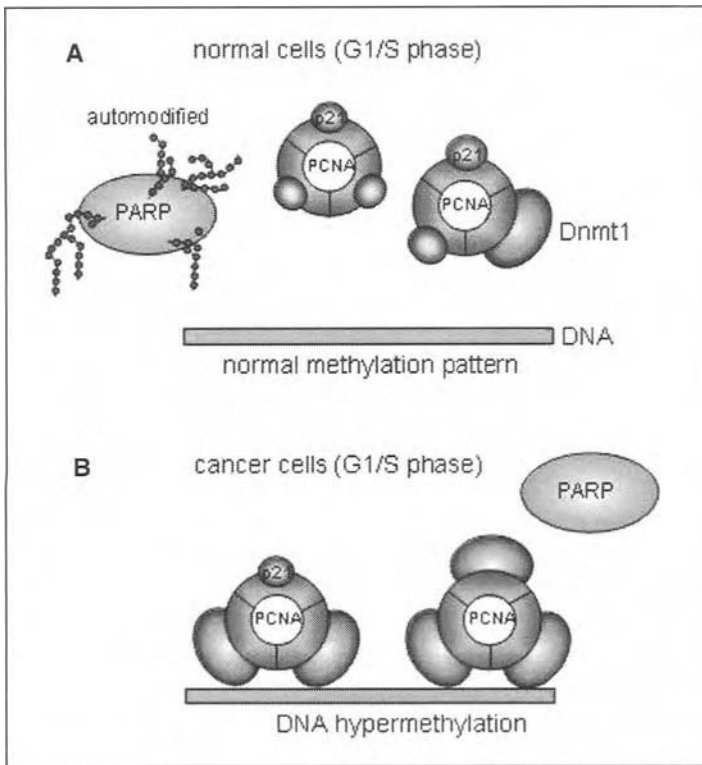 A
normal cells (G1/S phase)
automodified
PARP
p21
PCNA
p21
PCNA
Dnmt1
DNA
normal methylation pattern
B
cancer cells (G1/S phase)
PARP
p21
PCNA
PCNA
DNA hypermethylation